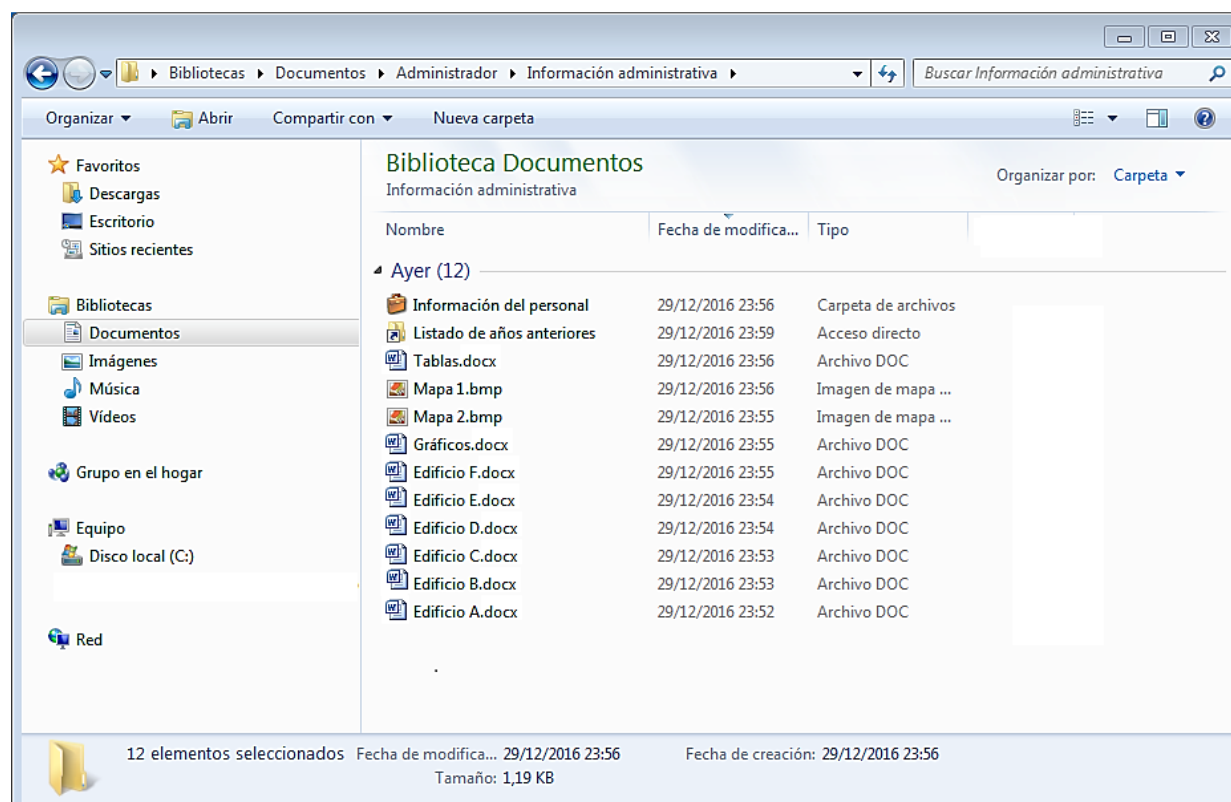 Bibliotecas Documentos Administrador Información administrativa Buscar Información administrativa
Organizar Abrir Compartir con Nueva carpeta
Favoritos
Descargas
Escritorio
Sitios recientes
Bibliotecas
Documentos
Imágenes
Música
Vídeos
Grupo en el hogar
Equipo
Disco local (C:)
Red
Biblioteca Documentos
Información administrativa
Organizar por: Carpeta
Nombre Fecha de modifica... Tipo
Ayer (12)
Información del personal 29/12/2016 23:56 Carpeta de archivos
Listado de años anteriores 29/12/2016 23:59 Acceso directo
Tablas.docx 29/12/2016 23:56 Archivo DOC
Mapa 1.bmp 29/12/2016 23:56 Imagen de mapa ...
Mapa 2.bmp 29/12/2016 23:55 Imagen de mapa ...
Gráficos.docx 29/12/2016 23:55 Archivo DOC
Edificio F.docx 29/12/2016 23:55 Archivo DOC
Edificio E.docx 29/12/2016 23:54 Archivo DOC
Edificio D.docx 29/12/2016 23:54 Archivo DOC
Edificio C.docx 29/12/2016 23:53 Archivo DOC
Edificio B.docx 29/12/2016 23:53 Archivo DOC
Edificio A.docx 29/12/2016 23:52 Archivo DOC
12 elementos seleccionados Fecha de modifica... 29/12/2016 23:56 Fecha de creación: 29/12/2016 23:56
Tamaño: 1,19 KB